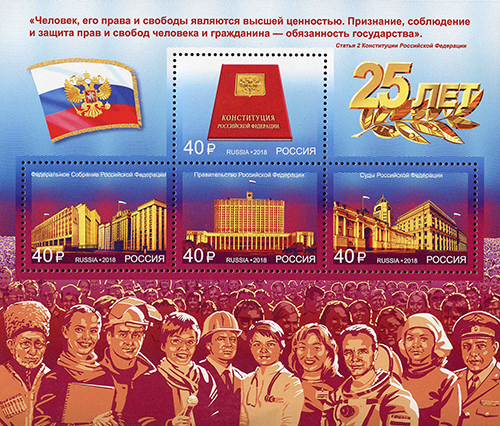 «Человек, его права и свободы являются высшей ценностью. Признание, соблюдение
и защита прав и свобод человека и гражданина — обязанность государства».
Статья 2 Конституции Российской Федерации
КОНСТИТУЦИЯ
РОССИЙСКОЙ ФЕДЕРАЦИИ
25 ЛЕТ
40 ₽ RUSSIA • 2018 РОССИЯ
Федеральное Собрание Российской Федерации
Правительство Российской Федерации
Суды Российской Федерации
40 ₽ RUSSIA • 2018 РОССИЯ
40 ₽ RUSSIA • 2018 РОССИЯ
40 ₽ RUSSIA • 2018 РОССИЯ